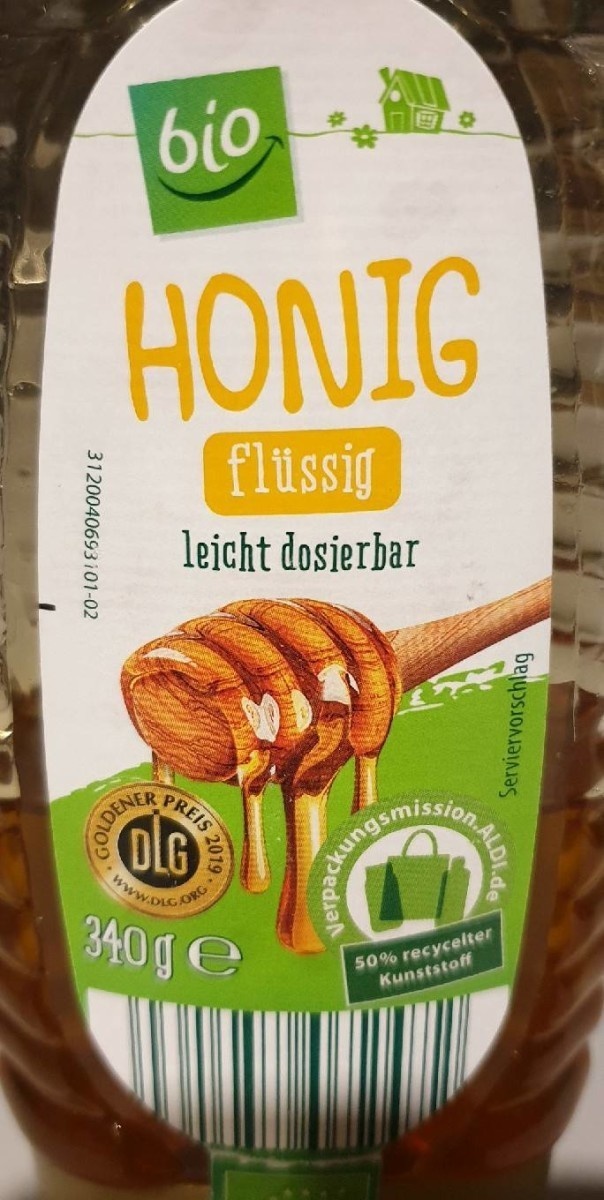 bio
HONIG
flüssig
leicht dosierbar
3120040693i01-02
Serviervorschlag
GOLDENER PREIS 2019
DLG
WWW.DLG.ORG
verpackungsmission.ALDI.de
50% recycelter
Kunststoff
340g e